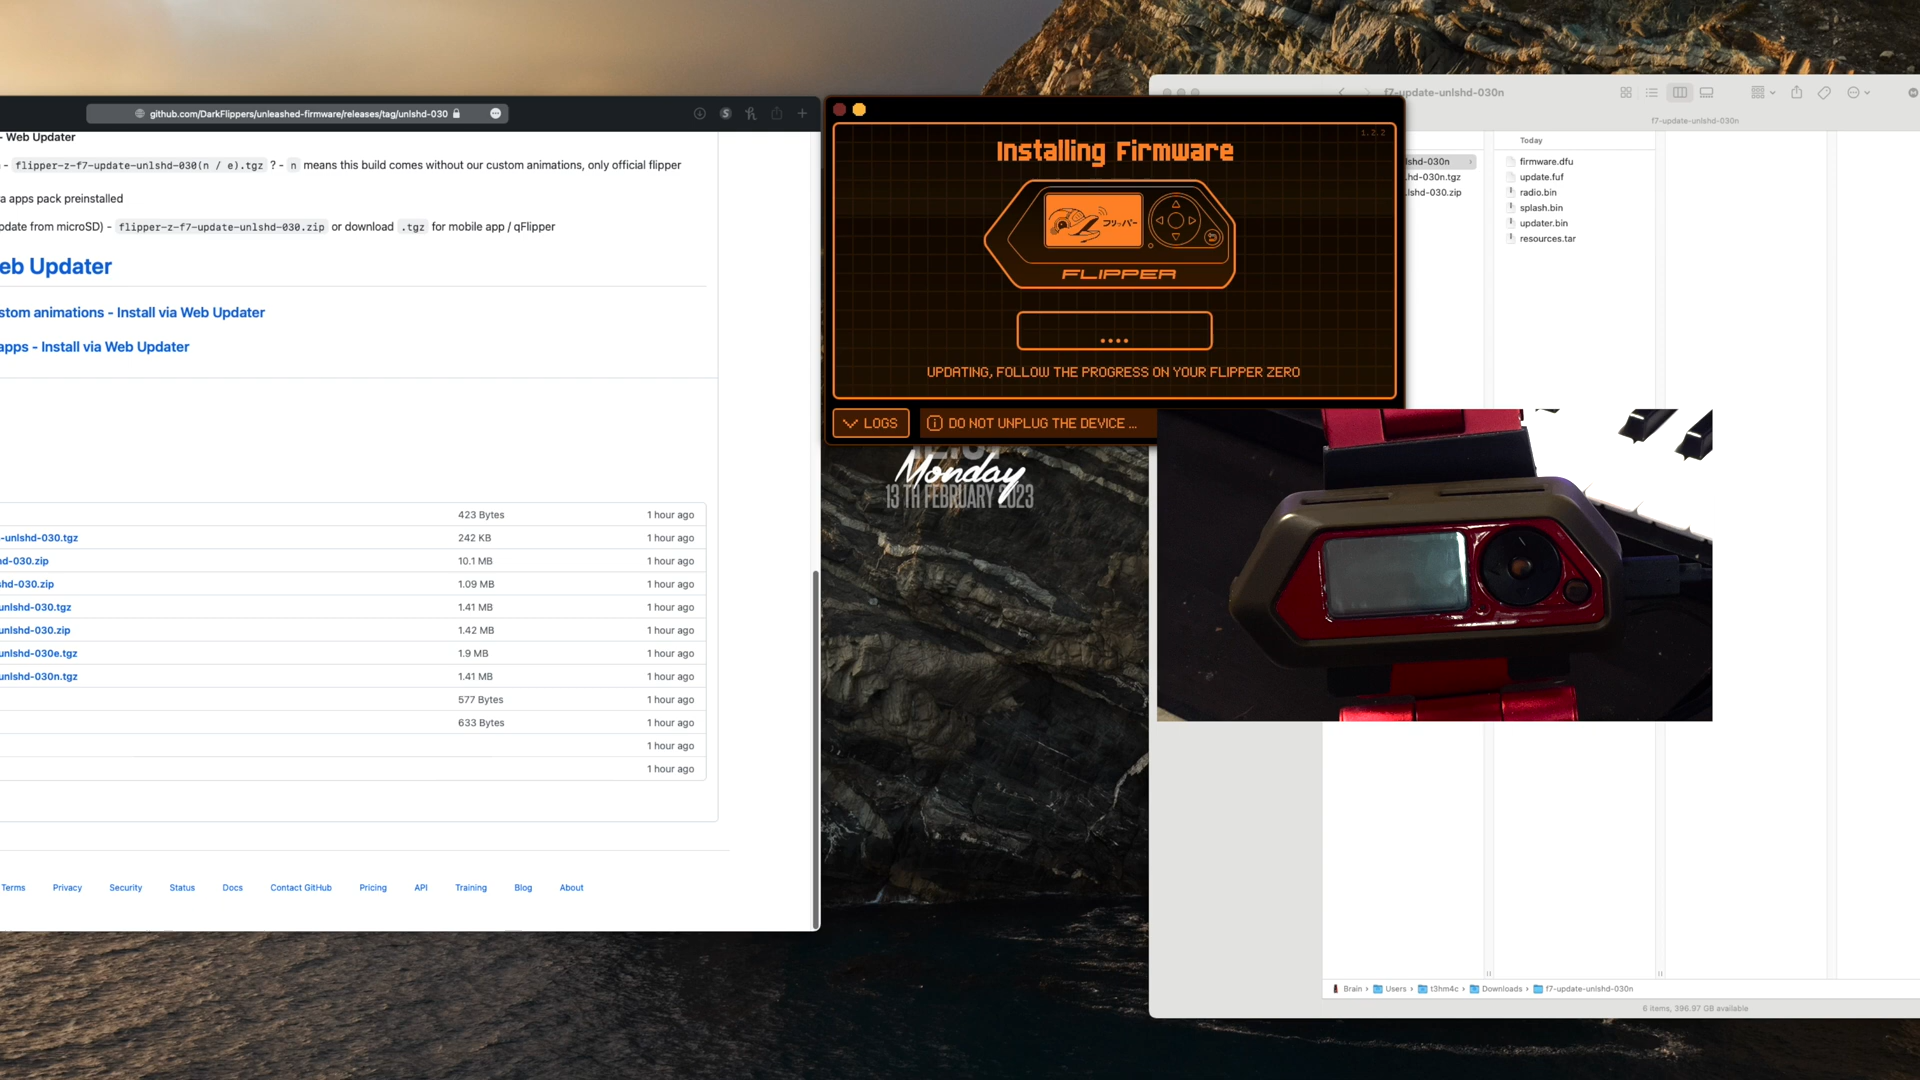 github.com/DarkFlippers/unleashed-firmware/releases/tag/unlshd-030
- Web Updater
- flipper-z-f7-update-unlshd-030(n / e).tgz ? - n means this build comes without our custom animations, only official flipper
a apps pack preinstalled
pdate from microSD) - flipper-z-f7-update-unlshd-030.zip or download .tgz for mobile app / qFlipper
eb Updater
stom animations - Install via Web Updater
apps - Install via Web Updater
423 Bytes 1 hour ago
-unlshd-030.tgz 242 KB 1 hour ago
d-030.zip 10.1 MB 1 hour ago
hd-030.zip 1.09 MB 1 hour ago
unlshd-030.tgz 1.41 MB 1 hour ago
unlshd-030.zip 1.42 MB 1 hour ago
unlshd-030e.tgz 1.9 MB 1 hour ago
unlshd-030n.tgz 1.41 MB 1 hour ago
577 Bytes 1 hour ago
633 Bytes 1 hour ago
1 hour ago
1 hour ago
Terms Privacy Security Status Docs Contact GitHub Pricing API Training Blog About
1.2.2
Installing Firmware
フリッパー
FLIPPER
....
UPDATING, FOLLOW THE PROGRESS ON YOUR FLIPPER ZERO
LOGS
DO NOT UNPLUG THE DEVICE ...
Monday
13 TH FEBRUARY 2023
f7-update-unlshd-030n
f7-update-unlshd-030n
lshd-030n
hd-030n.tgz
lshd-030.zip
Today
firmware.dfu
update.fuf
radio.bin
splash.bin
updater.bin
resources.tar
Brain › Users › t3hm4c › Downloads › f7-update-unlshd-030n
6 items, 396.97 GB available